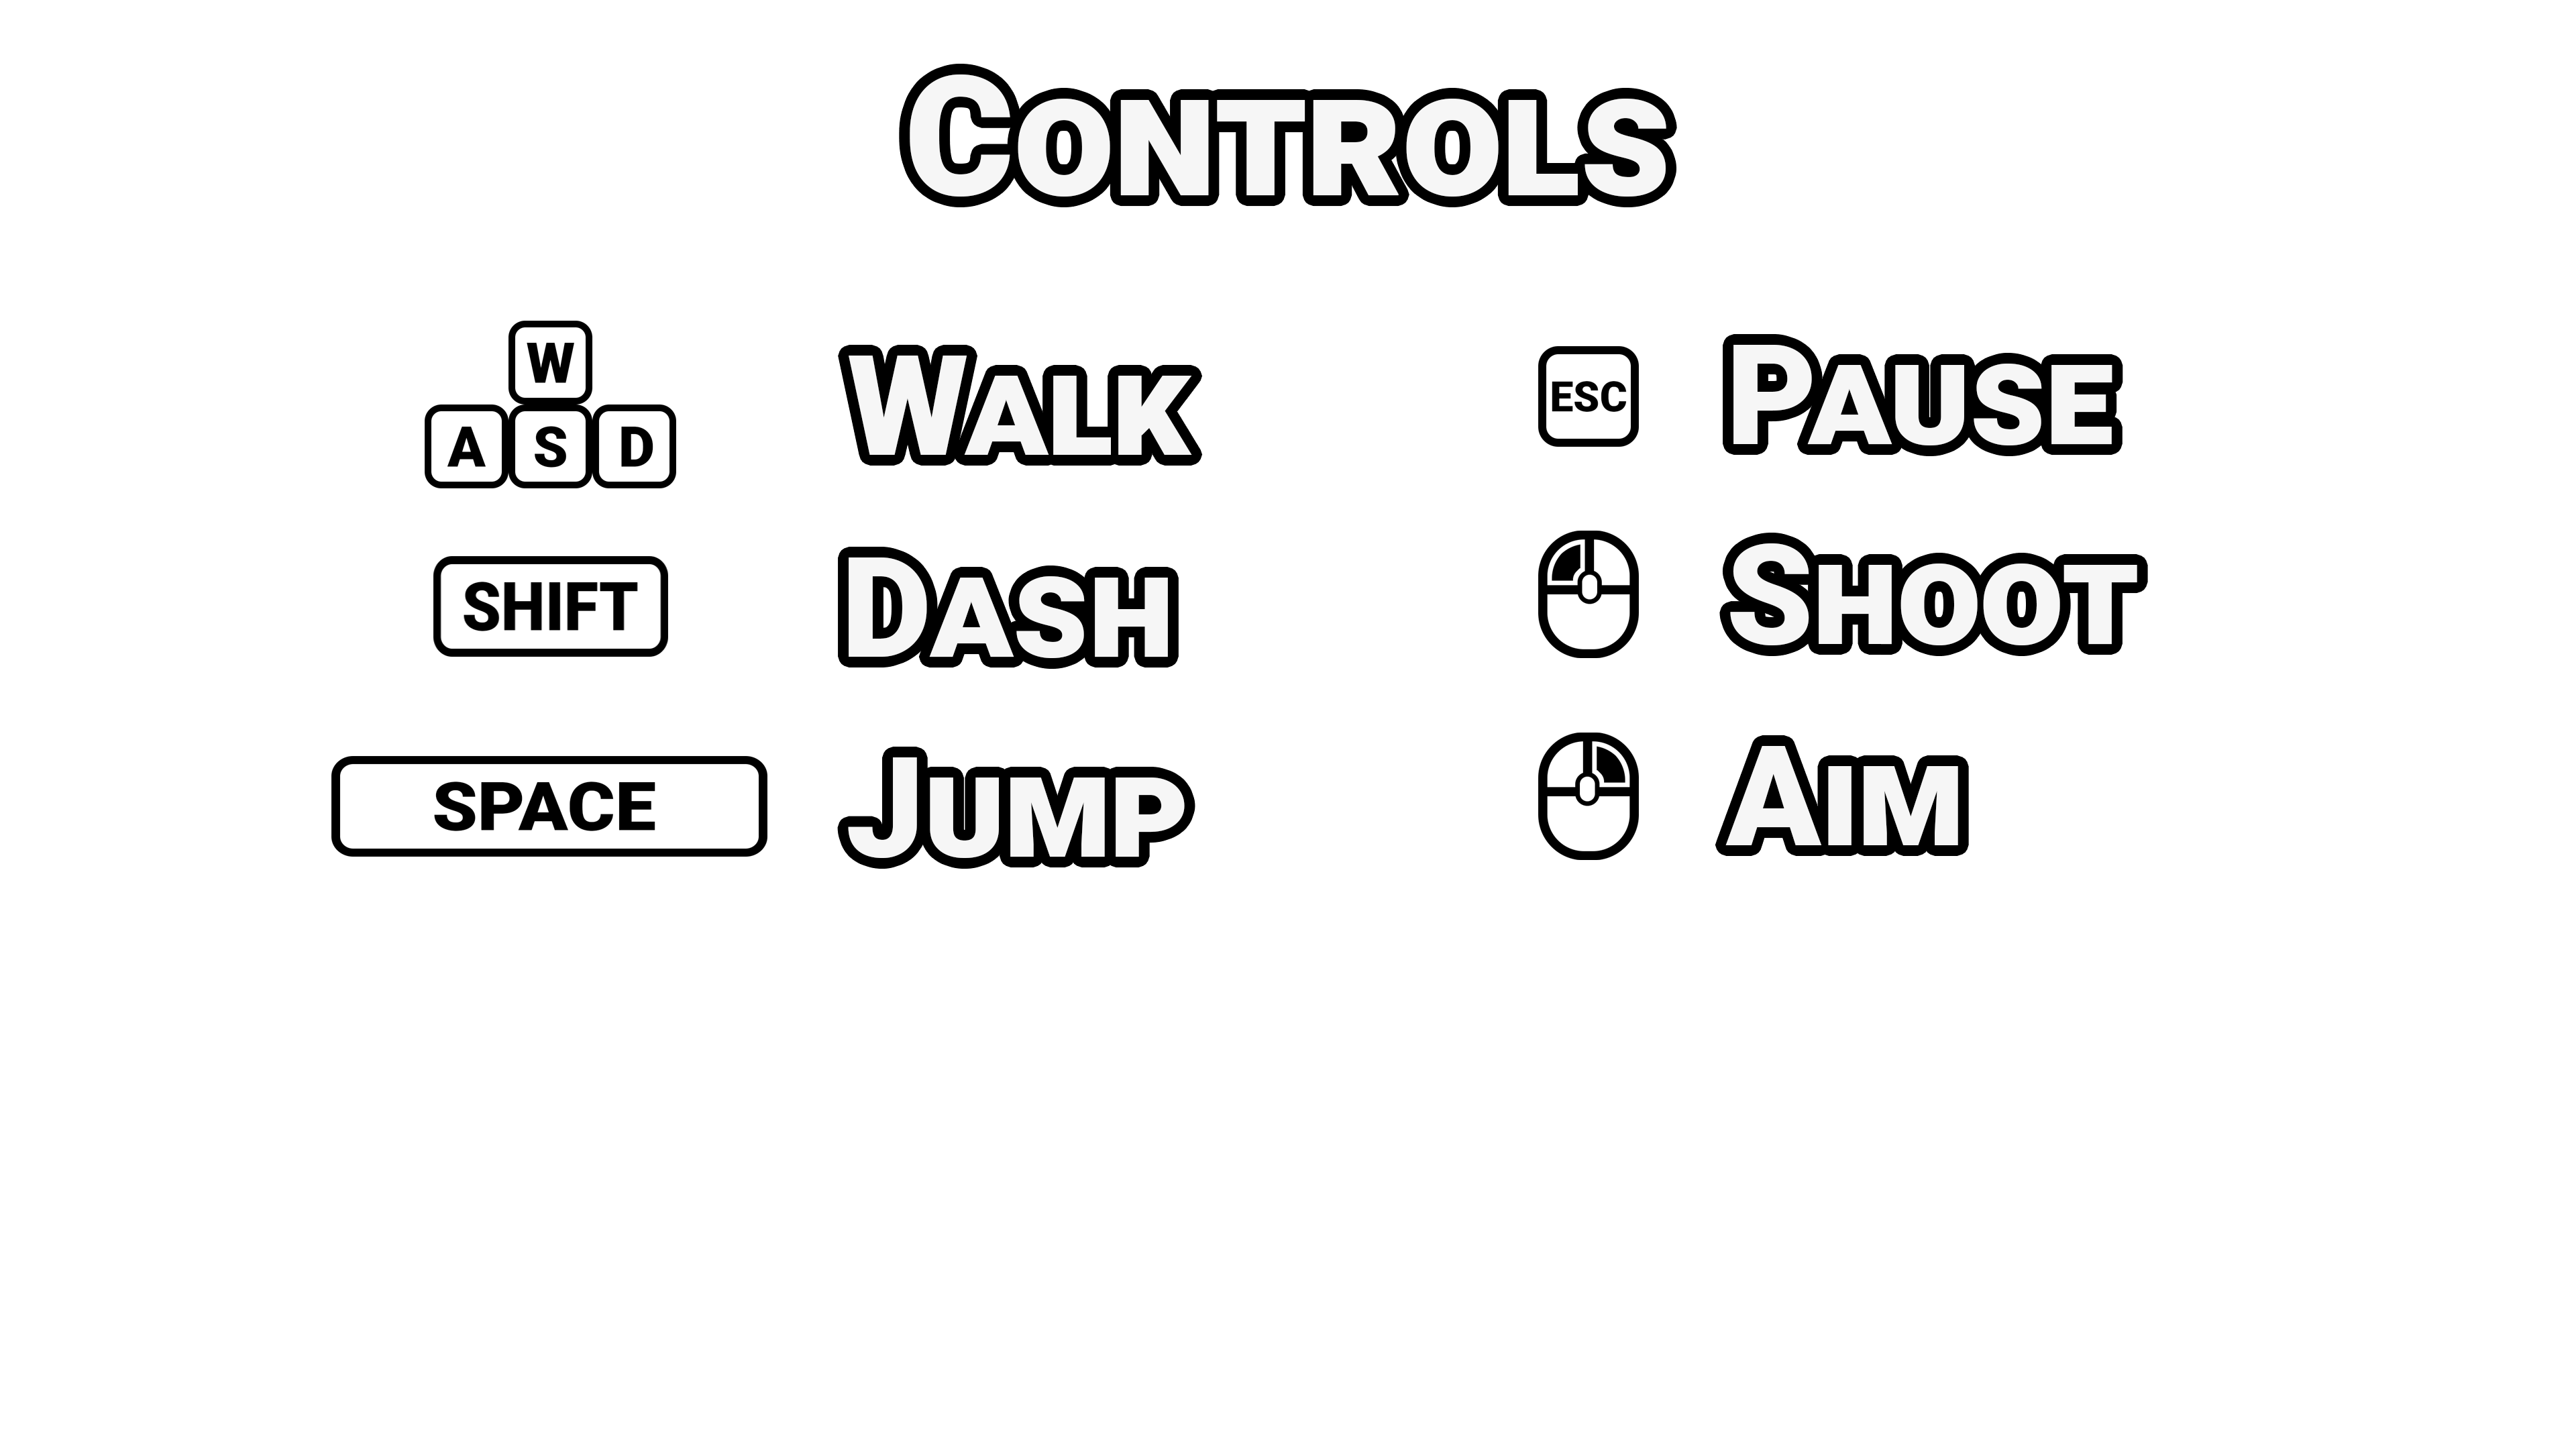 CONTROLS
W
A S D
WALK
SHIFT
DASH
SPACE
JUMP
ESC
PAUSE
SHOOT
AIM